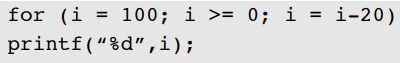 for (i = 100; i >= 0; i = i-20)
printf(“%d”,i);